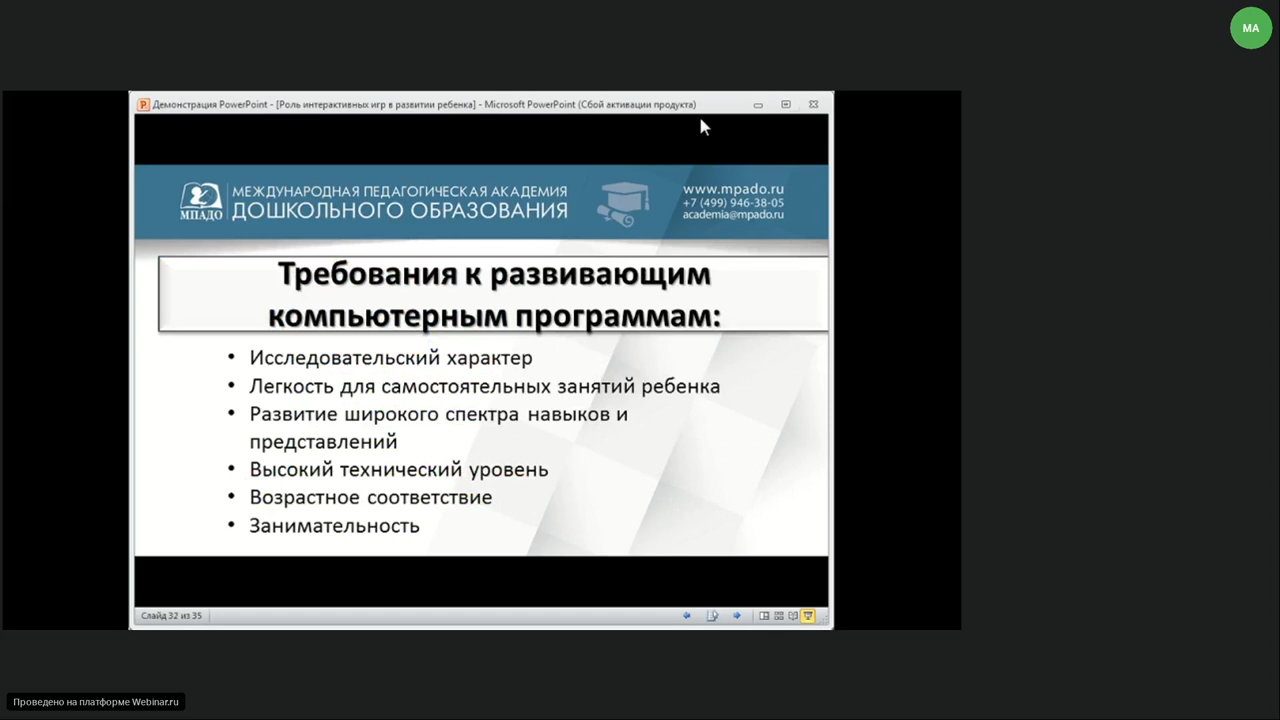 МА
Демонстрация PowerPoint - [Роль интерактивных игр в развитии ребенка] - Microsoft PowerPoint (Сбой активации продукта)
МПАДО
МЕЖДУНАРОДНАЯ ПЕДАГОГИЧЕСКАЯ АКАДЕМИЯ
ДОШКОЛЬНОГО ОБРАЗОВАНИЯ
www.mpado.ru
+7 (499) 946-38-05
academia@mpado.ru
Требования к развивающим
компьютерным программам:
• Исследовательский характер
• Легкость для самостоятельных занятий ребенка
• Развитие широкого спектра навыков и
представлений
• Высокий технический уровень
• Возрастное соответствие
• Занимательность
Слайд 32 из 35
Проведено на платформе Webinar.ru